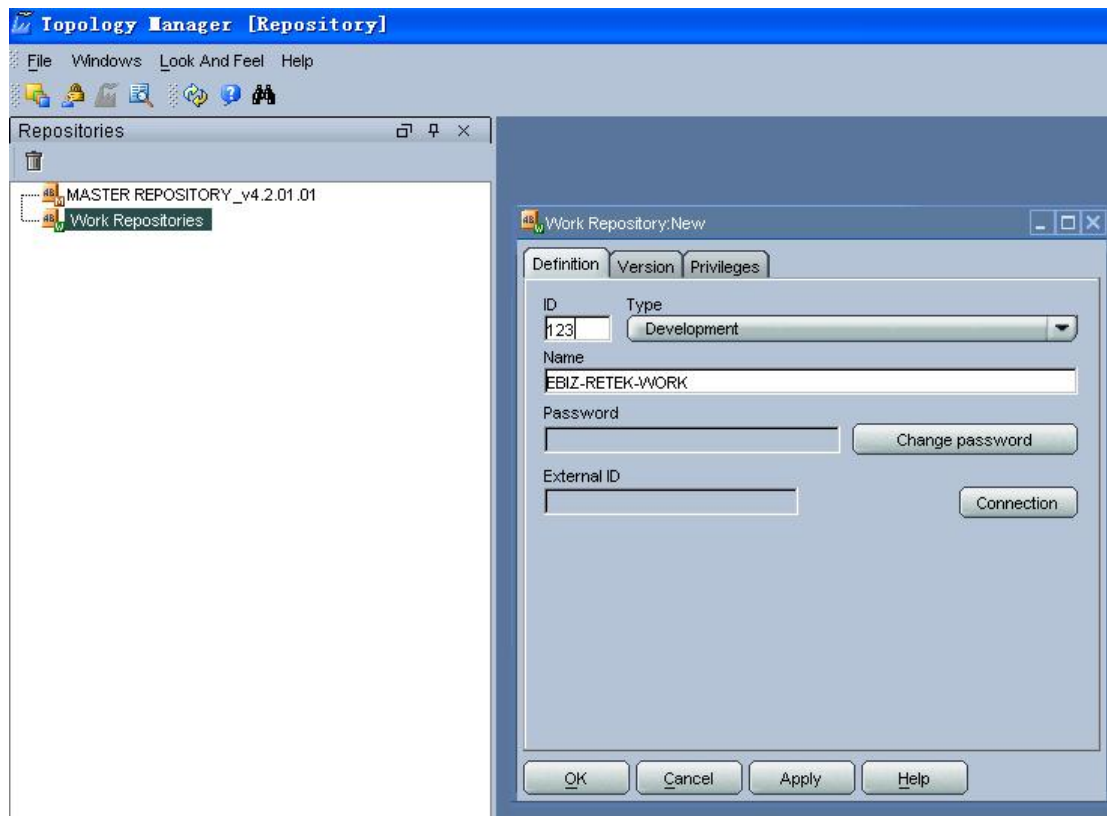 Topology Manager [Repository]
File Windows Look And Feel Help
Repositories
MASTER REPOSITORY_v4.2.01.01
Work Repositories
Work Repository:New
Definition Version Privileges
ID Type
123 Development
Name
EBIZ-RETEK-WORK
Password
Change password
External ID
Connection
OK Cancel Apply Help